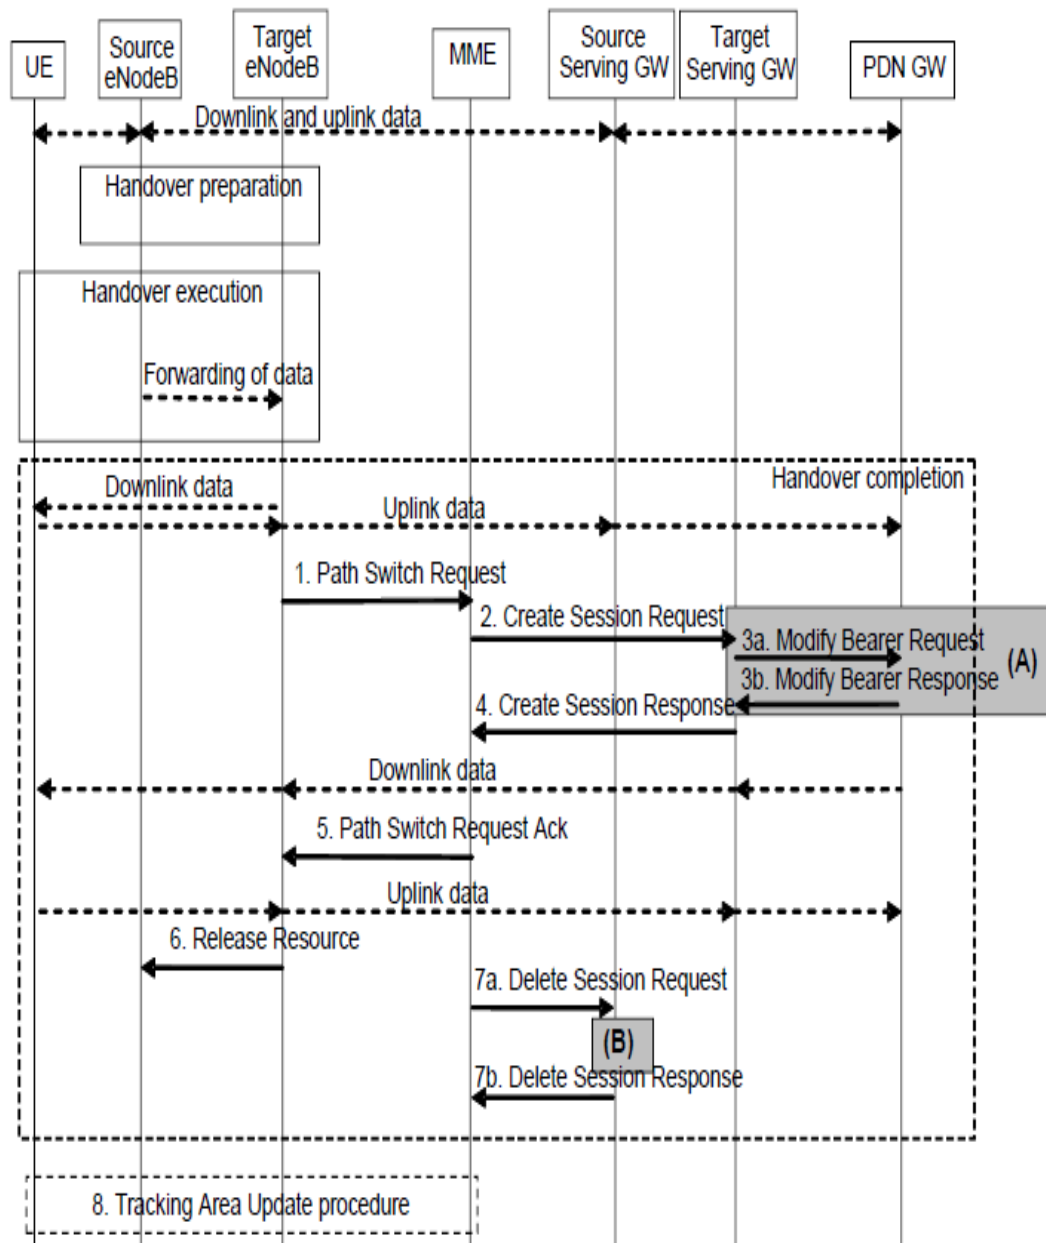 UE
Source
eNodeB
Target
eNodeB
MME
Source
Serving GW
Target
Serving GW
PDN GW
Downlink and uplink data
Handover preparation
Handover execution
Forwarding of data
Handover completion
Downlink data
Uplink data
1. Path Switch Request
2. Create Session Request
3a. Modify Bearer Request
(A)
3b. Modify Bearer Response
4. Create Session Response
Downlink data
5. Path Switch Request Ack
Uplink data
6. Release Resource
7a. Delete Session Request
(B)
7b. Delete Session Response
8. Tracking Area Update procedure